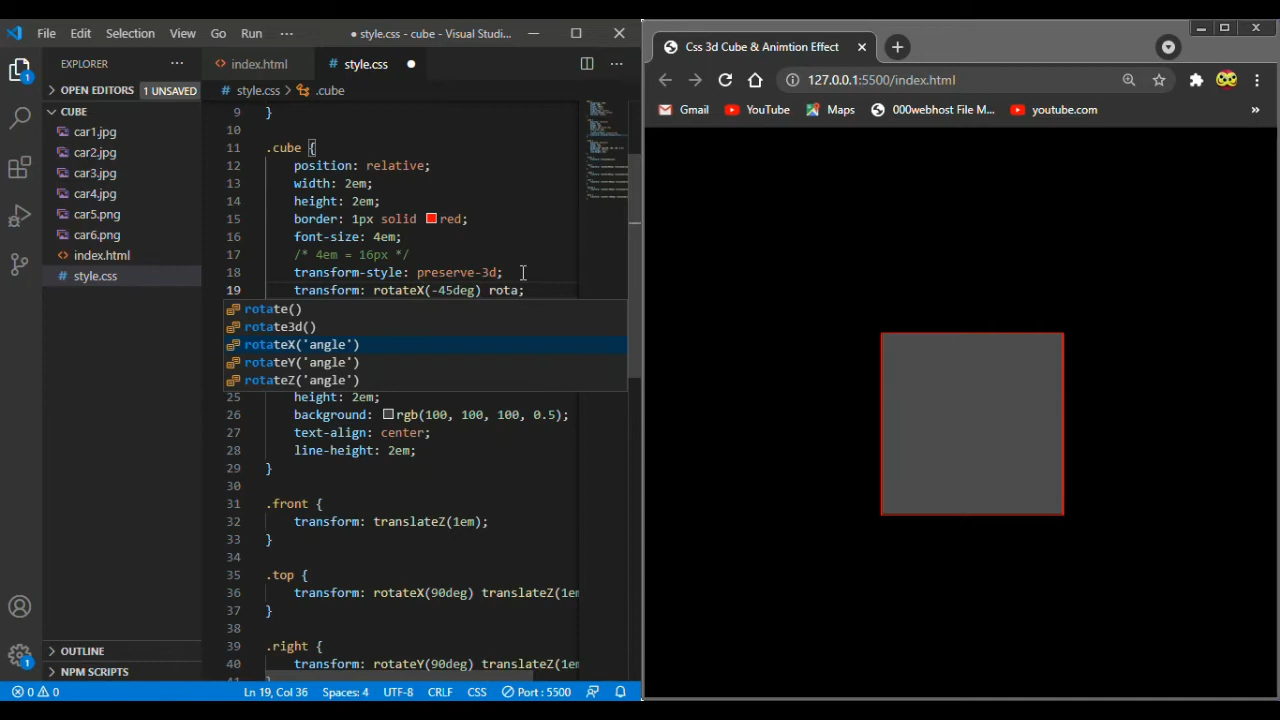 File Edit Selection View Go Run ··· ● style.css - cube - Visual Studi...
EXPLORER ···
OPEN EDITORS 1 UNSAVED
CUBE
car1.jpg
car2.jpg
car3.jpg
car4.jpg
car5.png
car6.png
<> index.html
# style.css
OUTLINE
NPM SCRIPTS
1
1
<> index.html # style.css ●
# style.css > .cube
9 }
10
11 .cube {
12 position: relative;
13 width: 2em;
14 height: 2em;
15 border: 1px solid red;
16 font-size: 4em;
17 /* 4em = 16px */
18 transform-style: preserve-3d;
19 transform: rotateX(-45deg) rota;
rotate()
rotate3d()
rotateX('angle')
rotateY('angle')
rotateZ('angle')
25 height: 2em;
26 background: rgb(100, 100, 100, 0.5);
27 text-align: center;
28 line-height: 2em;
29 }
30
31 .front {
32 transform: translateZ(1em);
33 }
34
35 .top {
36 transform: rotateX(90deg) translateZ(1em
37 }
38
39 .right {
40 transform: rotateY(90deg) translateZ(1em
0 0 Ln 19, Col 36 Spaces: 4 UTF-8 CRLF CSS Port : 5500
Css 3d Cube & Animtion Effect
127.0.0.1:5500/index.html
Gmail YouTube Maps 000webhost File M... youtube.com »